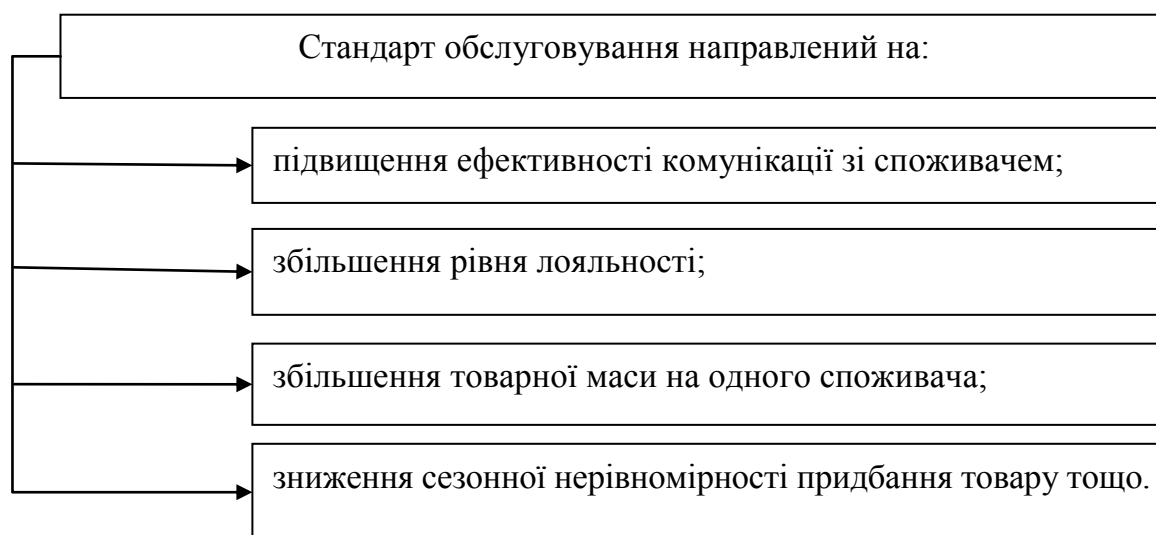 Стандарт обслуговування направлений на:
підвищення ефективності комунікації зі споживачем;
збільшення рівня лояльності;
збільшення товарної маси на одного споживача;
зниження сезонної нерівномірності придбання товару тощо.